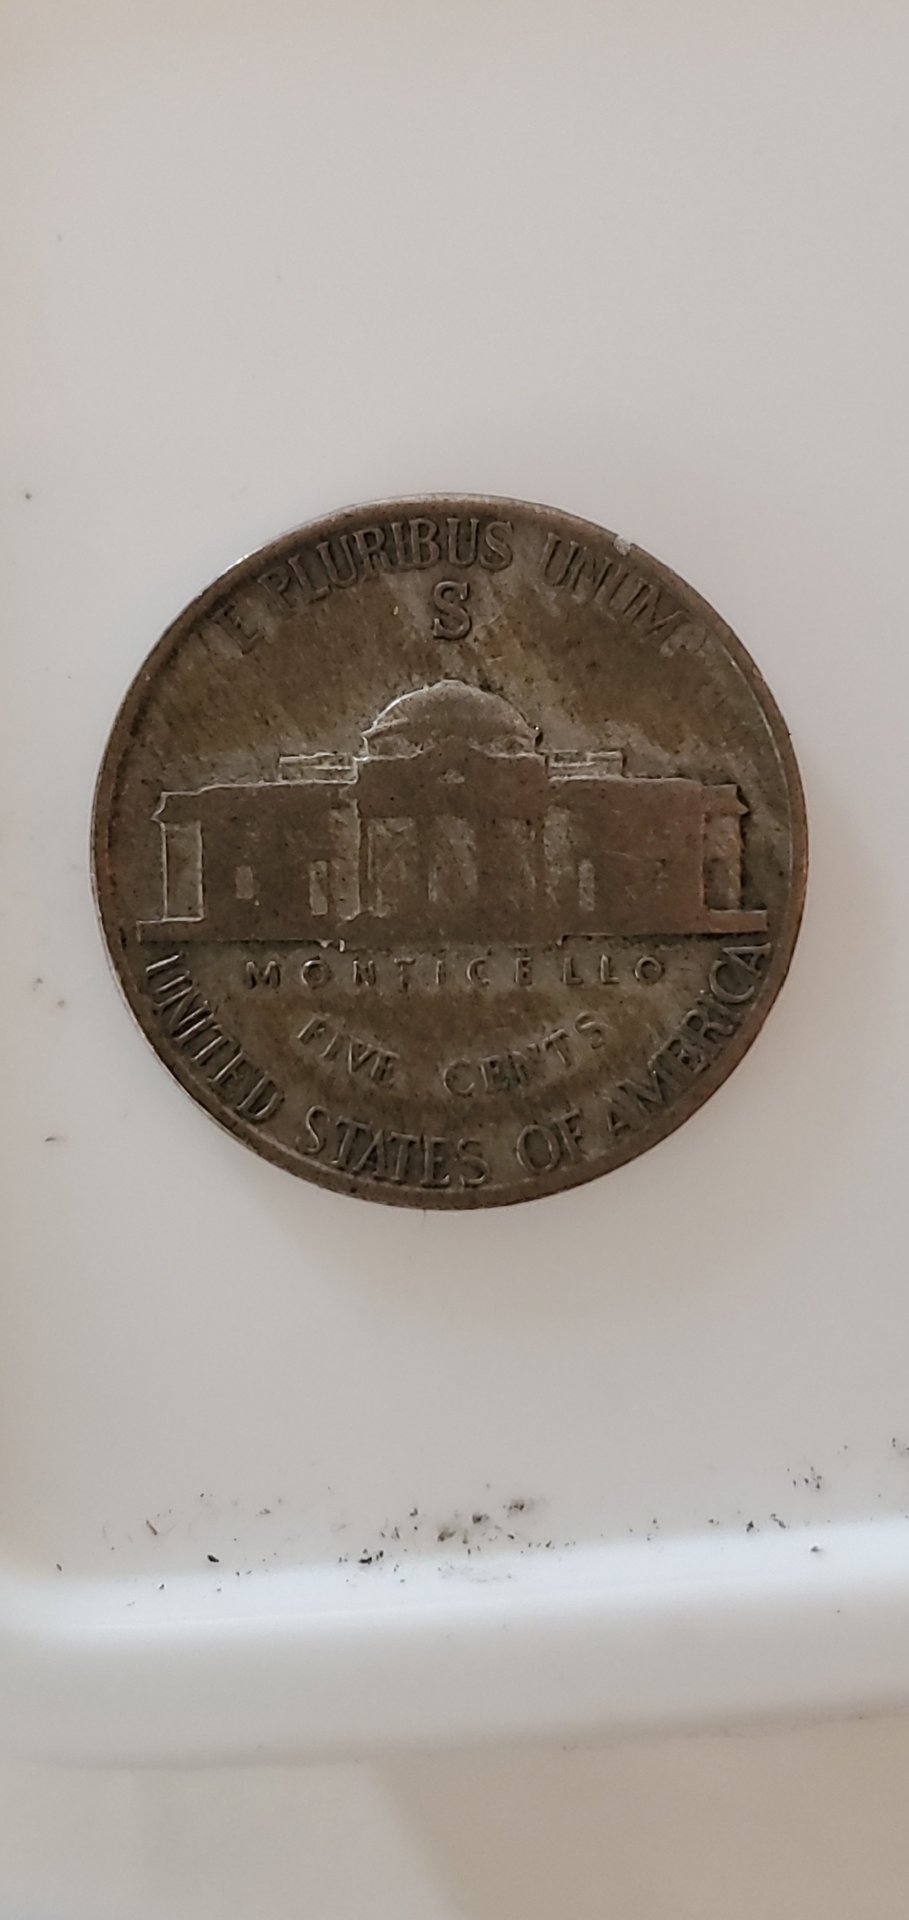 E PLURIBUS UNUM
S
MONTICELLO
FIVE CENTS
UNITED STATES OF AMERICA